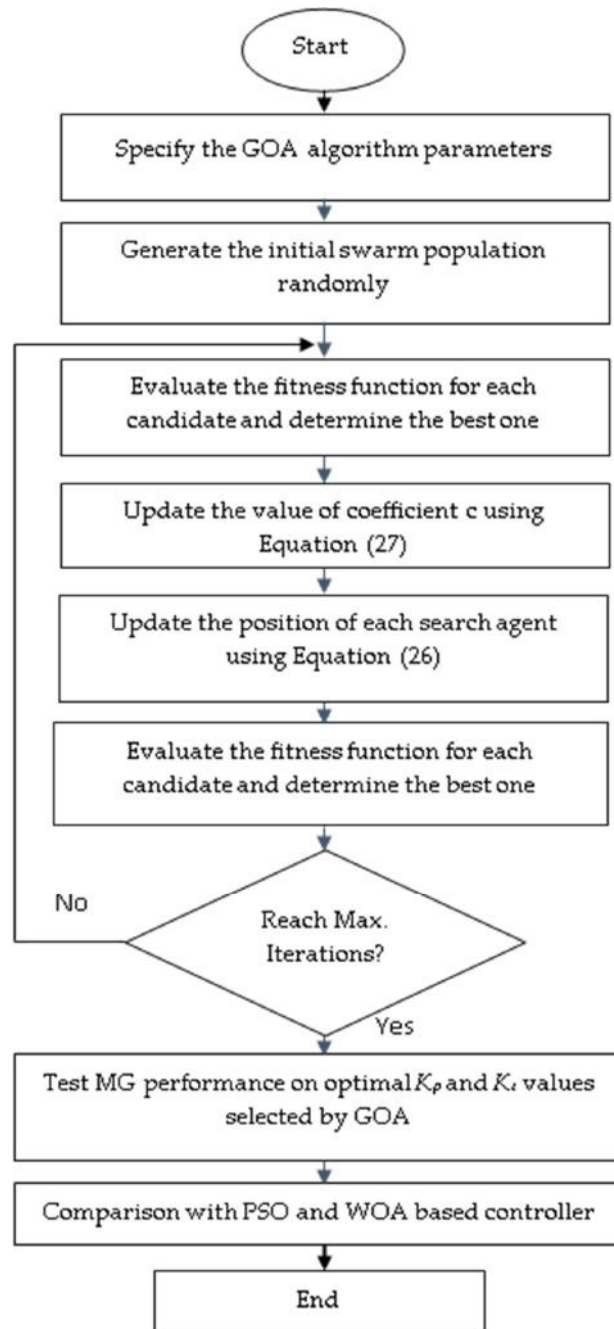 Start
Specify the GOA algorithm parameters
Generate the initial swarm population
randomly
Evaluate the fitness function for each
candidate and determine the best one
Update the value of coefficient c using
Equation (27)
Update the position of each search agent
using Equation (26)
Evaluate the fitness function for each
candidate and determine the best one
No
Reach Max.
Iterations?
Yes
Test MG performance on optimal Kp and Ki values
selected by GOA
Comparison with PSO and WOA based controller
End